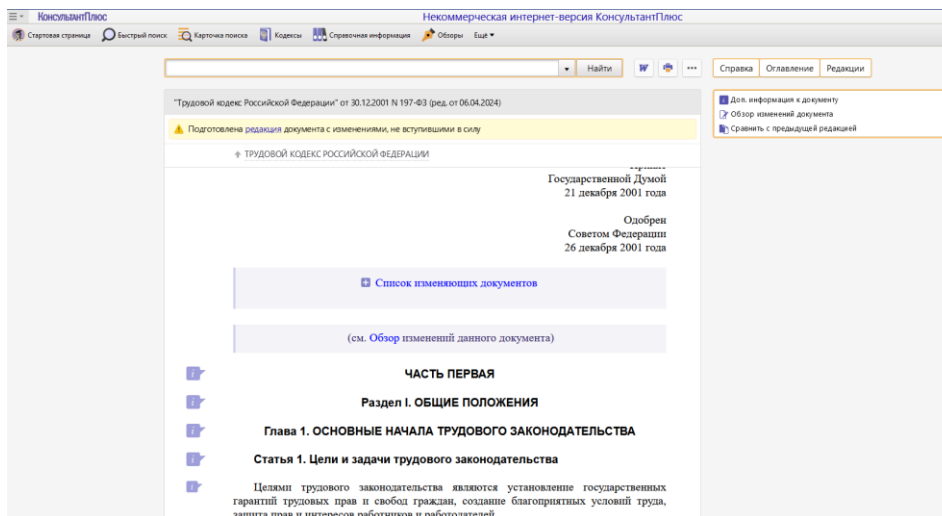 КонсультантПлюс
Некоммерческая интернет-версия КонсультантПлюс
Стартовая страница Быстрый поиск Карточка поиска Кодексы Справочная информация Обзоры Ещё
Найти
Справка Оглавление Редакции
"Трудовой кодекс Российской Федерации" от 30.12.2001 N 197-ФЗ (ред. от 06.04.2024)
Доп. информация к документу
Обзор изменений документа
Сравнить с предыдущей редакцией
Подготовлена редакция документа с изменениями, не вступившими в силу
ТРУДОВОЙ КОДЕКС РОССИЙСКОЙ ФЕДЕРАЦИИ
Государственной Думой
21 декабря 2001 года
Одобрен
Советом Федерации
26 декабря 2001 года
Список изменяющих документов
(см. Обзор изменений данного документа)
ЧАСТЬ ПЕРВАЯ
Раздел I. ОБЩИЕ ПОЛОЖЕНИЯ
Глава 1. ОСНОВНЫЕ НАЧАЛА ТРУДОВОГО ЗАКОНОДАТЕЛЬСТВА
Статья 1. Цели и задачи трудового законодательства
Целями трудового законодательства являются установление государственных
гарантий трудовых прав и свобод граждан, создание благоприятных условий труда,
защита прав и интересов работников и работодателей.